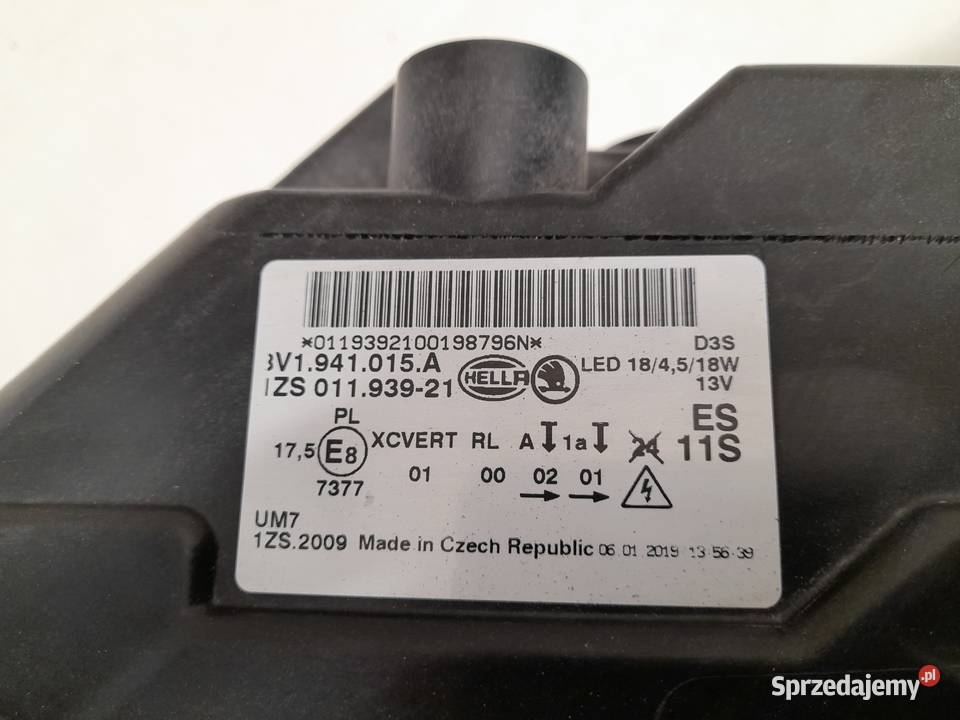 *0119392100198796N*
D3S
3V1.941.015.A
LED 18/4,5/18W
1ZS 011.939-21
HELLA
13V
PL
ES
17,5 E8 XCVERT RL A 1a 24 11S
7377 01 00 02 01
UM7
1ZS.2009 Made in Czech Republic 06.01.2019 13:56:39
Sprzedajemy.pl